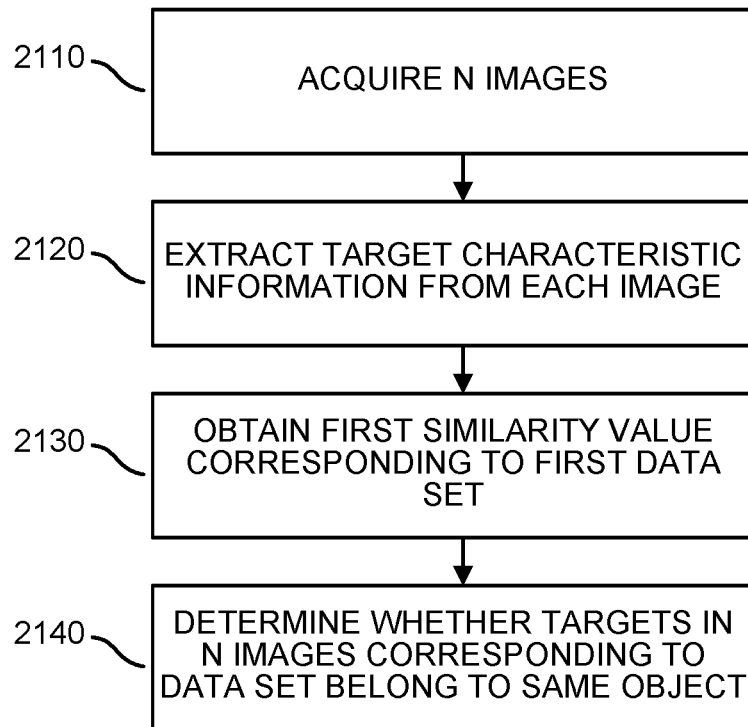 2110
ACQUIRE N IMAGES
2120
EXTRACT TARGET CHARACTERISTIC
INFORMATION FROM EACH IMAGE
2130
OBTAIN FIRST SIMILARITY VALUE
CORRESPONDING TO FIRST DATA
SET
2140
DETERMINE WHETHER TARGETS IN
N IMAGES CORRESPONDING TO
DATA SET BELONG TO SAME OBJECT